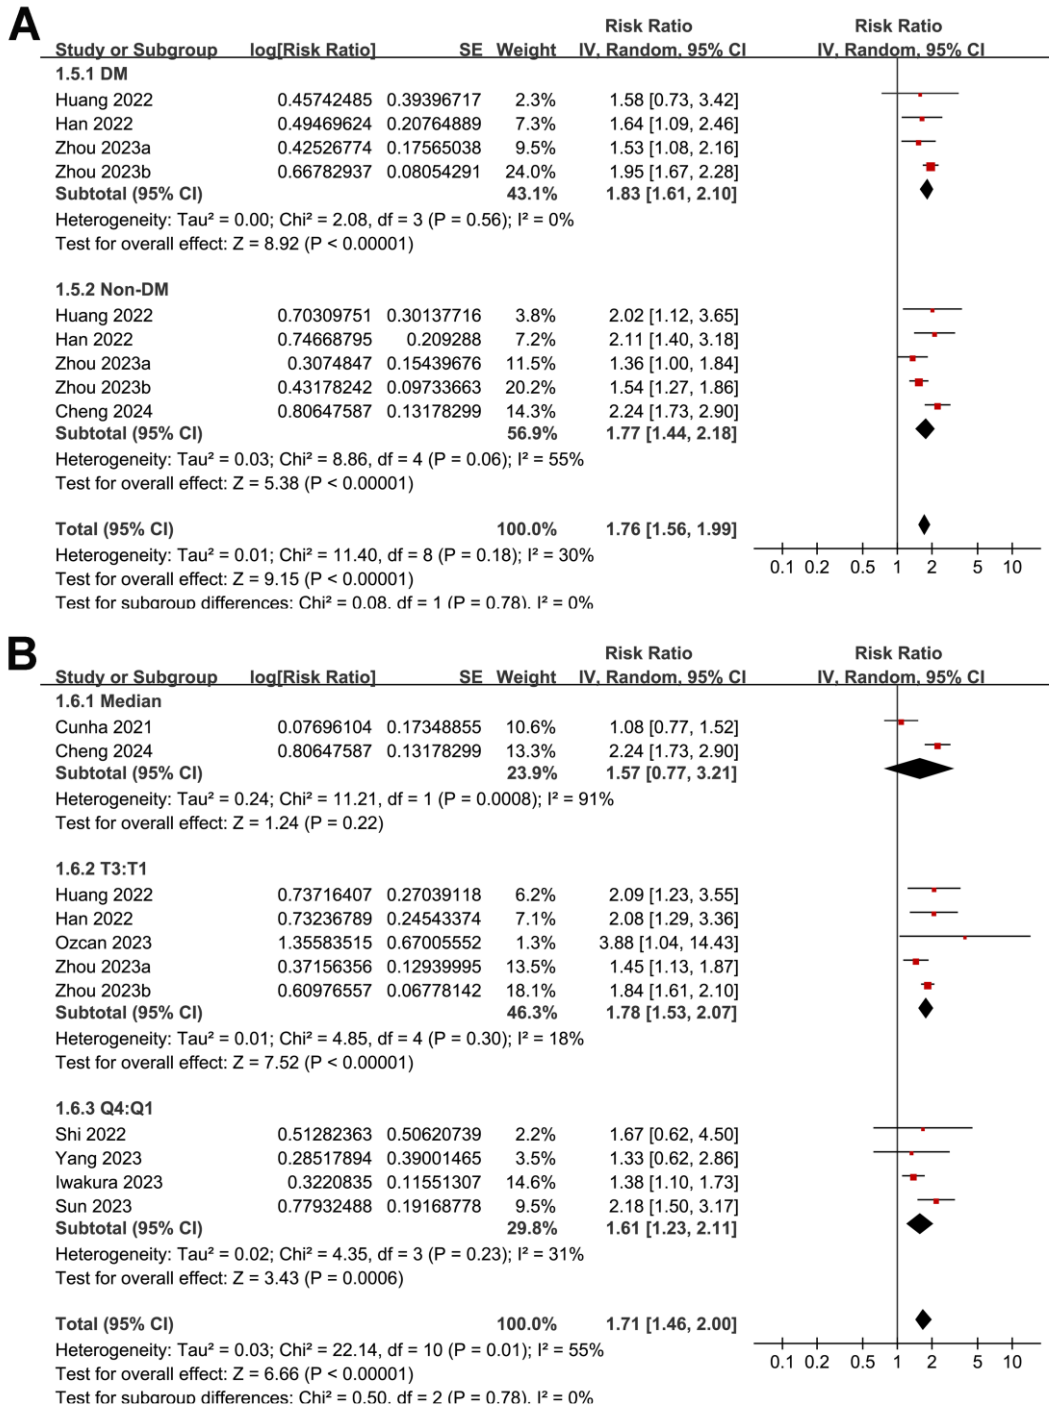 A
Risk Ratio Risk Ratio
Study or Subgroup log[Risk Ratio] SE Weight IV, Random, 95% CI IV, Random, 95% CI
1.5.1 DM
Huang 2022 0.45742485 0.39396717 2.3% 1.58 [0.73, 3.42]
Han 2022 0.49469624 0.20764889 7.3% 1.64 [1.09, 2.46]
Zhou 2023a 0.42526774 0.17565038 9.5% 1.53 [1.08, 2.16]
Zhou 2023b 0.66782937 0.08054291 24.0% 1.95 [1.67, 2.28]
Subtotal (95% CI) 43.1% 1.83 [1.61, 2.10]
Heterogeneity: Tau² = 0.00; Chi² = 2.08, df = 3 (P = 0.56); I² = 0%
Test for overall effect: Z = 8.92 (P < 0.00001)
1.5.2 Non-DM
Huang 2022 0.70309751 0.30137716 3.8% 2.02 [1.12, 3.65]
Han 2022 0.74668795 0.209288 7.2% 2.11 [1.40, 3.18]
Zhou 2023a 0.3074847 0.15439676 11.5% 1.36 [1.00, 1.84]
Zhou 2023b 0.43178242 0.09733663 20.2% 1.54 [1.27, 1.86]
Cheng 2024 0.80647587 0.13178299 14.3% 2.24 [1.73, 2.90]
Subtotal (95% CI) 56.9% 1.77 [1.44, 2.18]
Heterogeneity: Tau² = 0.03; Chi² = 8.86, df = 4 (P = 0.06); I² = 55%
Test for overall effect: Z = 5.38 (P < 0.00001)
Total (95% CI) 100.0% 1.76 [1.56, 1.99]
Heterogeneity: Tau² = 0.01; Chi² = 11.40, df = 8 (P = 0.18); I² = 30%
0.1 0.2 0.5 1 2 5 10
Test for overall effect: Z = 9.15 (P < 0.00001)
Test for subgroup differences: Chi² = 0.08, df = 1 (P = 0.78), I² = 0%
B
Risk Ratio Risk Ratio
Study or Subgroup log[Risk Ratio] SE Weight IV, Random, 95% CI IV, Random, 95% CI
1.6.1 Median
Cunha 2021 0.07696104 0.17348855 10.6% 1.08 [0.77, 1.52]
Cheng 2024 0.80647587 0.13178299 13.3% 2.24 [1.73, 2.90]
Subtotal (95% CI) 23.9% 1.57 [0.77, 3.21]
Heterogeneity: Tau² = 0.24; Chi² = 11.21, df = 1 (P = 0.0008); I² = 91%
Test for overall effect: Z = 1.24 (P = 0.22)
1.6.2 T3:T1
Huang 2022 0.73716407 0.27039118 6.2% 2.09 [1.23, 3.55]
Han 2022 0.73236789 0.24543374 7.1% 2.08 [1.29, 3.36]
Ozcan 2023 1.35583515 0.67005552 1.3% 3.88 [1.04, 14.43]
Zhou 2023a 0.37156356 0.12939995 13.5% 1.45 [1.13, 1.87]
Zhou 2023b 0.60976557 0.06778142 18.1% 1.84 [1.61, 2.10]
Subtotal (95% CI) 46.3% 1.78 [1.53, 2.07]
Heterogeneity: Tau² = 0.01; Chi² = 4.85, df = 4 (P = 0.30); I² = 18%
Test for overall effect: Z = 7.52 (P < 0.00001)
1.6.3 Q4:Q1
Shi 2022 0.51282363 0.50620739 2.2% 1.67 [0.62, 4.50]
Yang 2023 0.28517894 0.39001465 3.5% 1.33 [0.62, 2.86]
Iwakura 2023 0.3220835 0.11551307 14.6% 1.38 [1.10, 1.73]
Sun 2023 0.77932488 0.19168778 9.5% 2.18 [1.50, 3.17]
Subtotal (95% CI) 29.8% 1.61 [1.23, 2.11]
Heterogeneity: Tau² = 0.02; Chi² = 4.35, df = 3 (P = 0.23); I² = 31%
Test for overall effect: Z = 3.43 (P = 0.0006)
Total (95% CI) 100.0% 1.71 [1.46, 2.00]
Heterogeneity: Tau² = 0.03; Chi² = 22.14, df = 10 (P = 0.01); I² = 55%
0.1 0.2 0.5 1 2 5 10
Test for overall effect: Z = 6.66 (P < 0.00001)
Test for subgroup differences: Chi² = 0.50, df = 2 (P = 0.78), I² = 0%